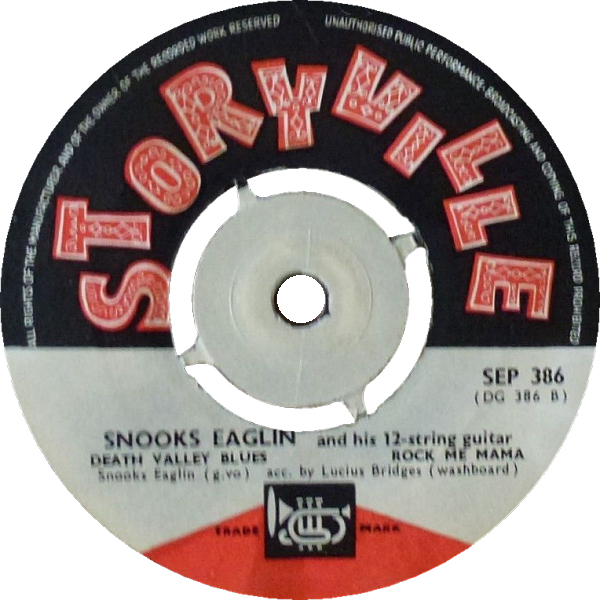 ALL RIGHTS OF THE MANUFACTURER AND OF THE OWNER OF THE RECORDED WORK RESERVED
UNAUTHORISED PUBLIC PERFORMANCE · BROADCASTING AND COPYING OF THIS RECORD PROHIBITED
STORYVILLE
SEP 386
(DG 386 B)
SNOOKS EAGLIN and his 12-string guitar
DEATH VALLEY BLUES ROCK ME MAMA
Snooks Eaglin (g.vo) acc. by Lucius Bridges (washboard)
TRADE MARK